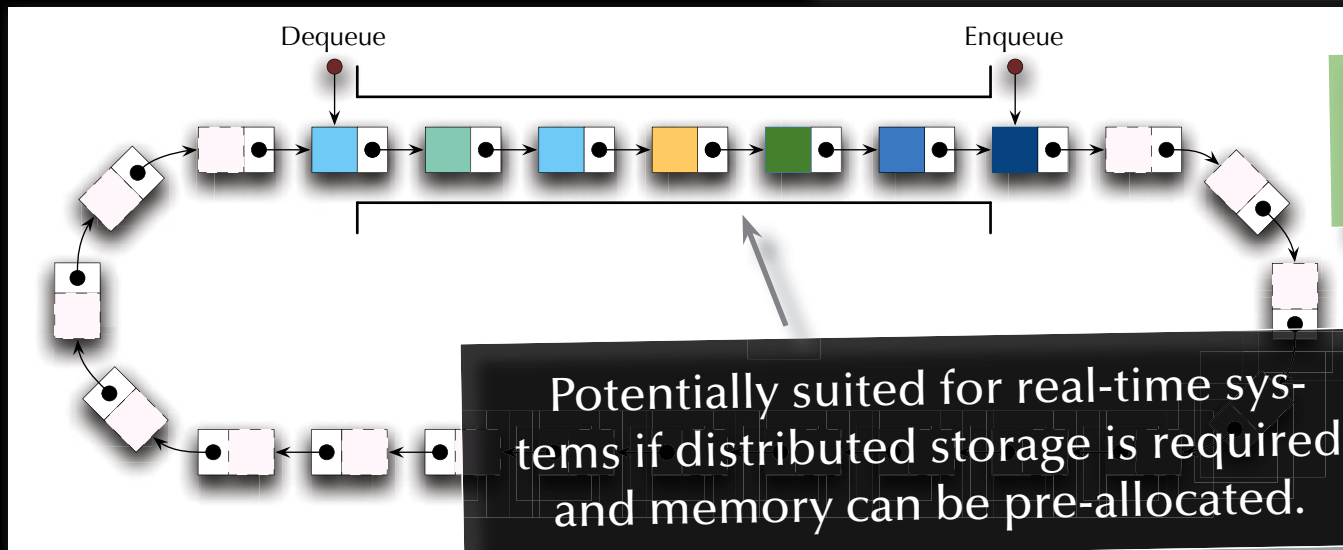 Dequeue
Enqueue
Potentially suited for real-time sys-
tems if distributed storage is required
and memory can be pre-allocated.